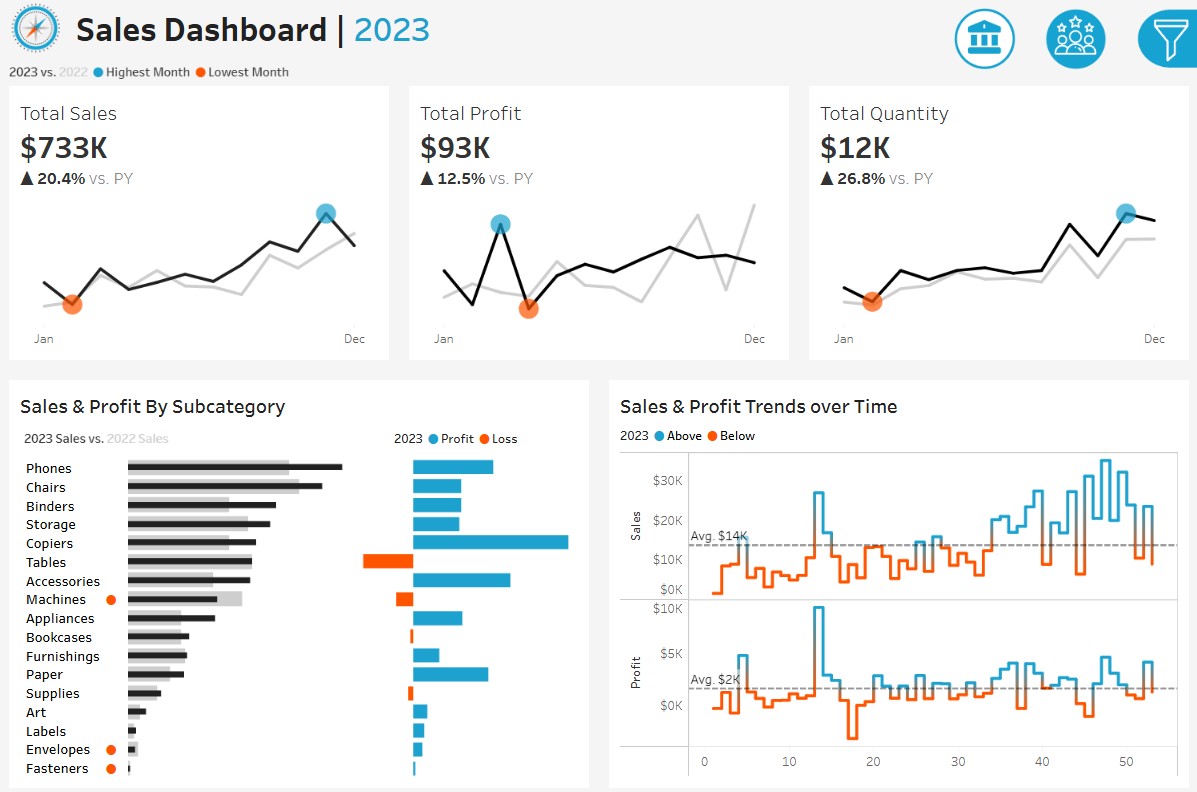 Sales Dashboard | 2023
2023 vs. 2022 Highest Month Lowest Month
Total Sales
$733K
▲ 20.4% vs. PY
Jan Dec
Total Profit
$93K
▲ 12.5% vs. PY
Jan Dec
Total Quantity
$12K
▲ 26.8% vs. PY
Jan Dec
Sales & Profit By Subcategory
2023 Sales vs. 2022 Sales
2023 Profit Loss
Phones
Chairs
Binders
Storage
Copiers
Tables
Accessories
Machines
Appliances
Bookcases
Furnishings
Paper
Supplies
Art
Labels
Envelopes
Fasteners
Sales & Profit Trends over Time
2023 Above Below
Sales
$30K
$20K
Avg. $14K
$10K
$0K
Profit
$10K
$5K
Avg. $2K
$0K
0 10 20 30 40 50